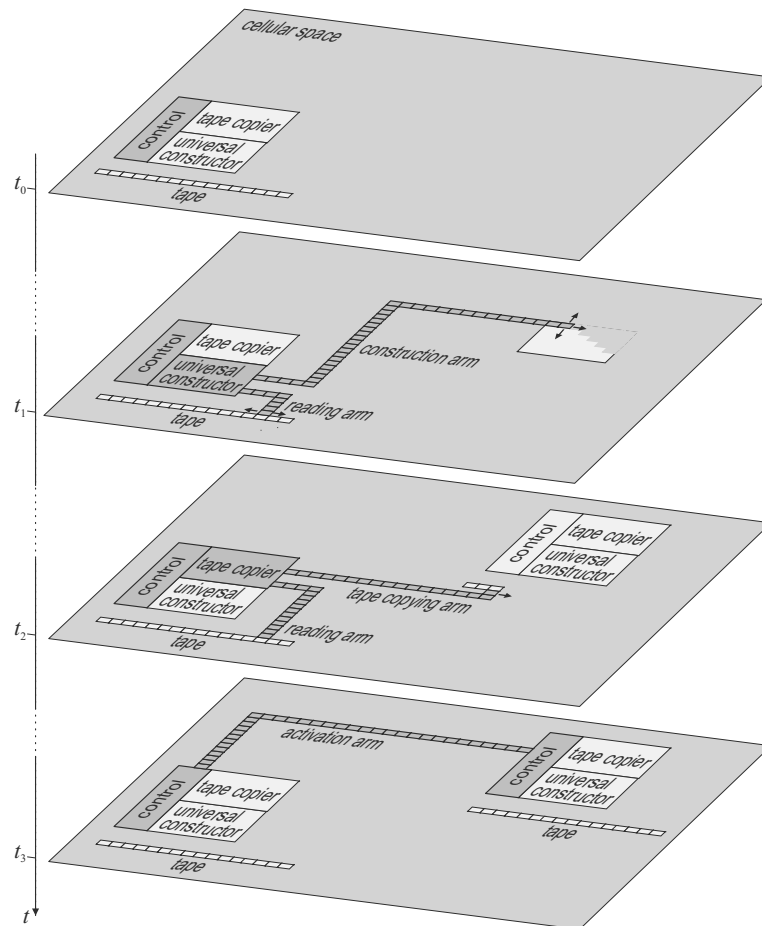 cellular space
control
tape copier
universal
constructor
tape
t0
control
tape copier
universal
constructor
construction arm
reading arm
tape
t1
control
tape copier
universal
constructor
control
tape copier
universal
constructor
tape copying arm
reading arm
tape
t2
activation arm
control
tape copier
universal
constructor
tape
control
tape copier
universal
constructor
tape
t3
t